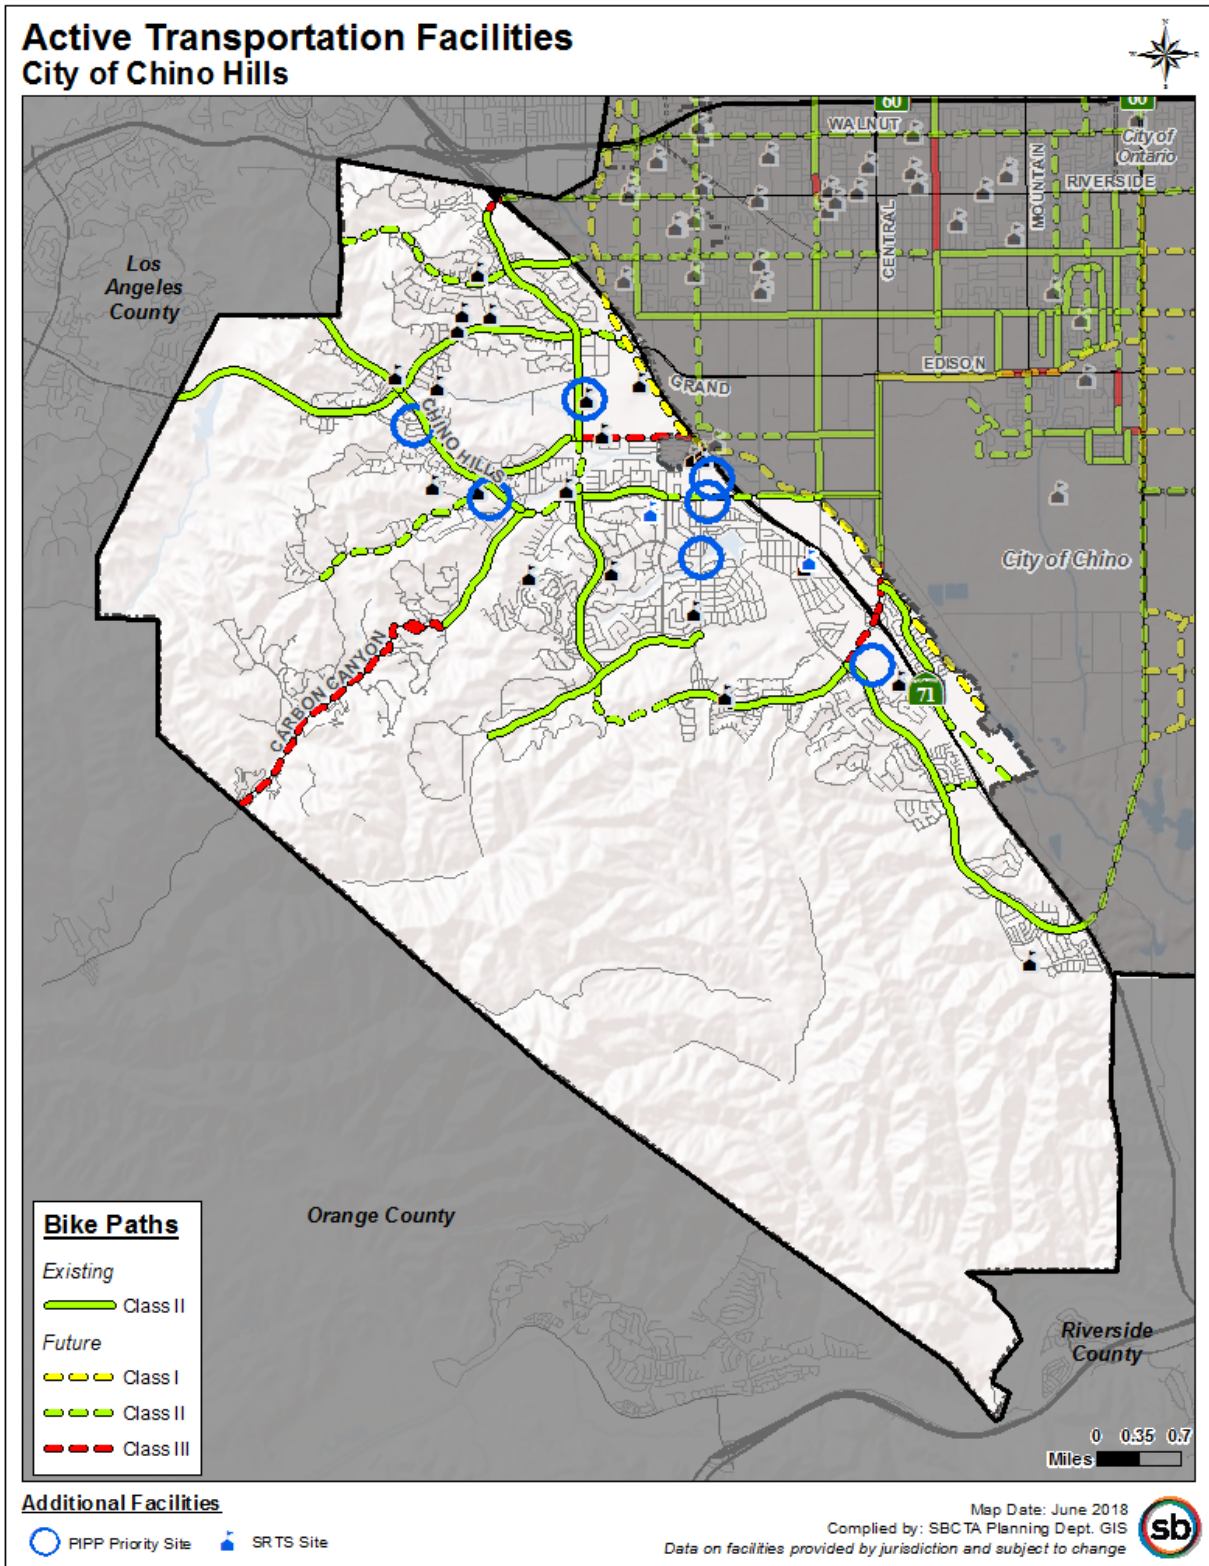 Active Transportation Facilities
City of Chino Hills
60
60
WALNUT
City of
Ontario
MOUNTAIN
RIVERSIDE
CENTRAL
Los
Angeles
County
EDISON
GRAND
CHINO HILLS
City of Chino
CARBON CANYON
71
Orange County
Riverside
County
Bike Paths
Existing
Class II
Future
Class I
Class II
Class III
0 0.35 0.7
Miles
Additional Facilities
PIPP Priority Site
SRTS Site
Map Date: June 2018
Complied by: SBCTA Planning Dept. GIS
Data on facilities provided by jurisdiction and subject to change
sb